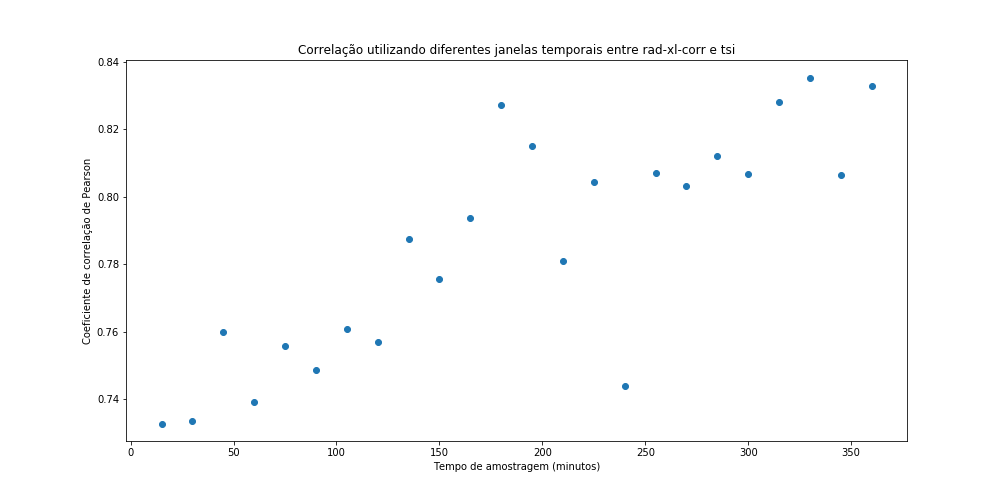 Correlação utilizando diferentes janelas temporais entre rad-xl-corr e tsi
0.84
0.82
0.80
0.78
0.76
0.74
Coeficiente de correlação de Pearson
0 50 100 150 200 250 300 350
Tempo de amostragem (minutos)